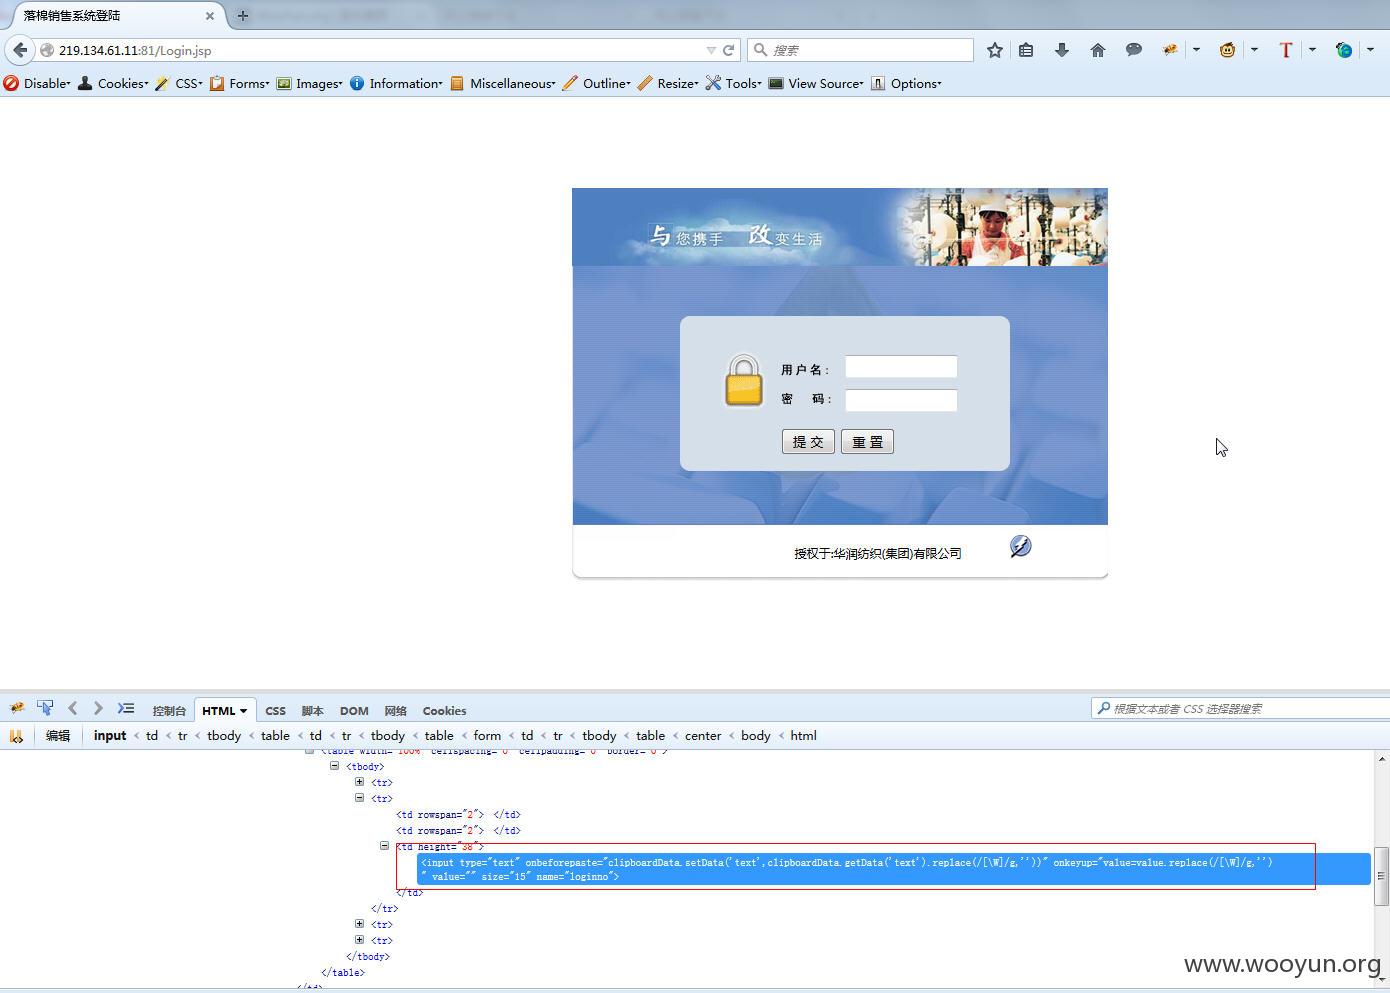 落棉销售系统登陆
219.134.61.11:81/Login.jsp
搜索
Disable Cookies CSS Forms Images Information Miscellaneous Outline Resize Tools View Source Options
与您携手 改变生活
用户名：
密 码：
提 交 重 置
授权于:华润纺织(集团)有限公司
控制台 HTML CSS 脚本 DOM 网络 Cookies
根据文本或者 CSS 选择器搜索
编辑 input < td < tr < tbody < table < td < tr < tbody < table < form < td < tr < tbody < table < center < body < html
<table width="100%" cellspacing="0" cellpadding="0" border="0">
<tbody>
<tr>
<tr>
<td rowspan="2"> </td>
<td rowspan="2"> </td>
<td height="38">
<input type="text" onbeforepaste="clipboardData.setData('text',clipboardData.getData('text').replace(/[\W]/g,''))" onkeyup="value=value.replace(/[\W]/g,'')
" value="" size="15" name="loginno">
</td>
</tr>
<tr>
<tr>
</tbody>
</table>
</td>
www.wooyun.org